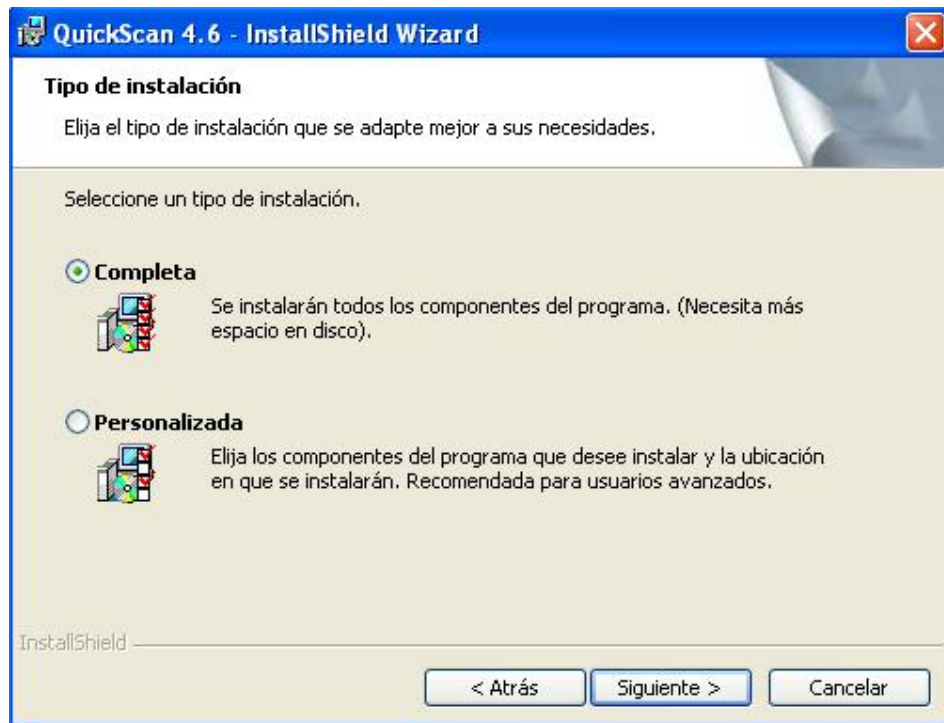 QuickScan 4.6 - InstallShield Wizard
Tipo de instalación
Elija el tipo de instalación que se adapte mejor a sus necesidades.
Seleccione un tipo de instalación.
Completa
Se instalarán todos los componentes del programa. (Necesita más
espacio en disco).
Personalizada
Elija los componentes del programa que desee instalar y la ubicación
en que se instalarán. Recomendada para usuarios avanzados.
InstallShield
< Atrás
Siguiente >
Cancelar